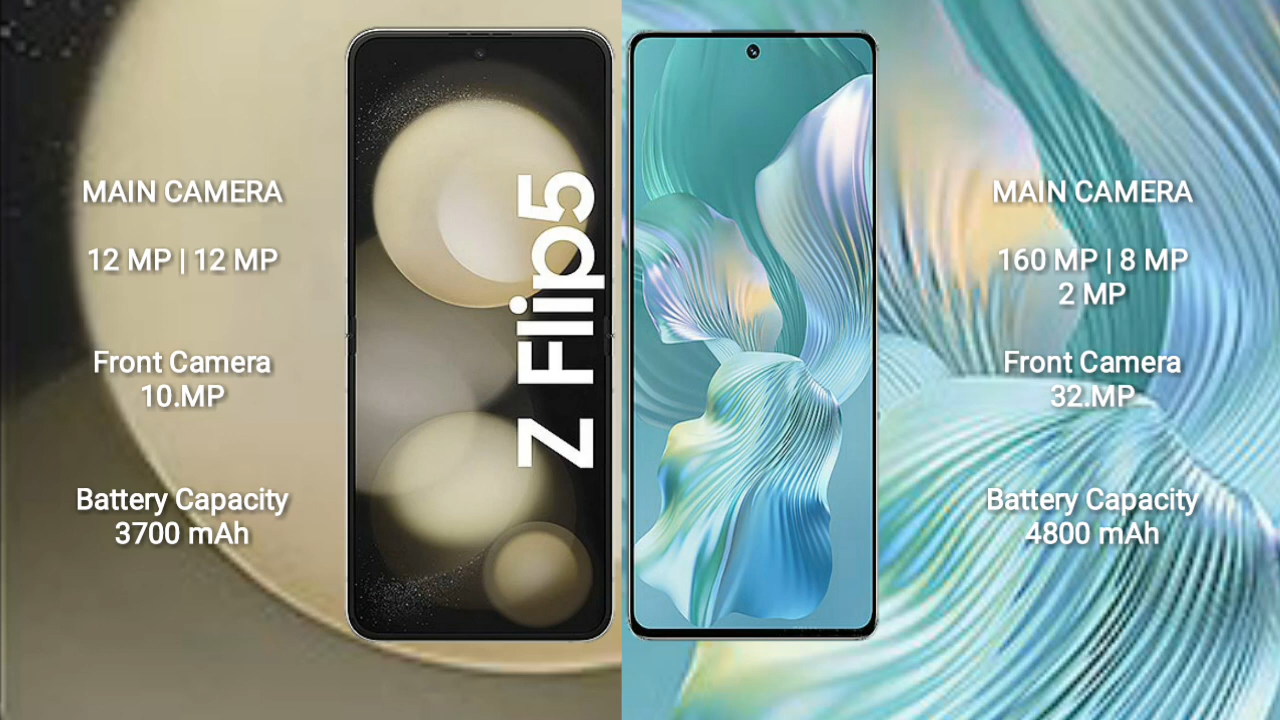 MAIN CAMERA
12 MP | 12 MP
Front Camera
10.MP
Battery Capacity
3700 mAh
Z Flip5
MAIN CAMERA
160 MP | 8 MP
2 MP
Front Camera
32.MP
Battery Capacity
4800 mAh